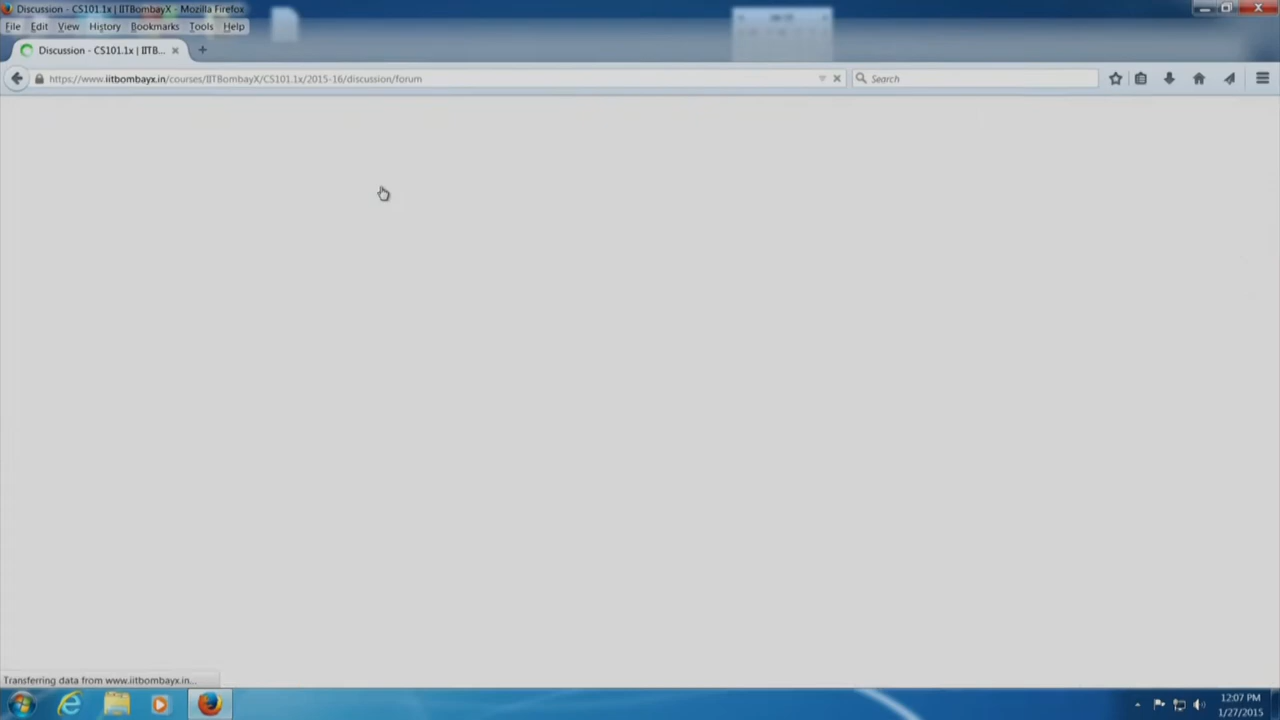 Discussion - CS101.1x | IITBombayX - Mozilla Firefox
File Edit View History Bookmarks Tools Help
Discussion - CS101.1x | IITB...
https://www.iitbombayx.in/courses/IITBombayX/CS101.1x/2015-16/discussion/forum
Search
Transferring data from www.iitbombayx.in...
12:07 PM
1/27/2015